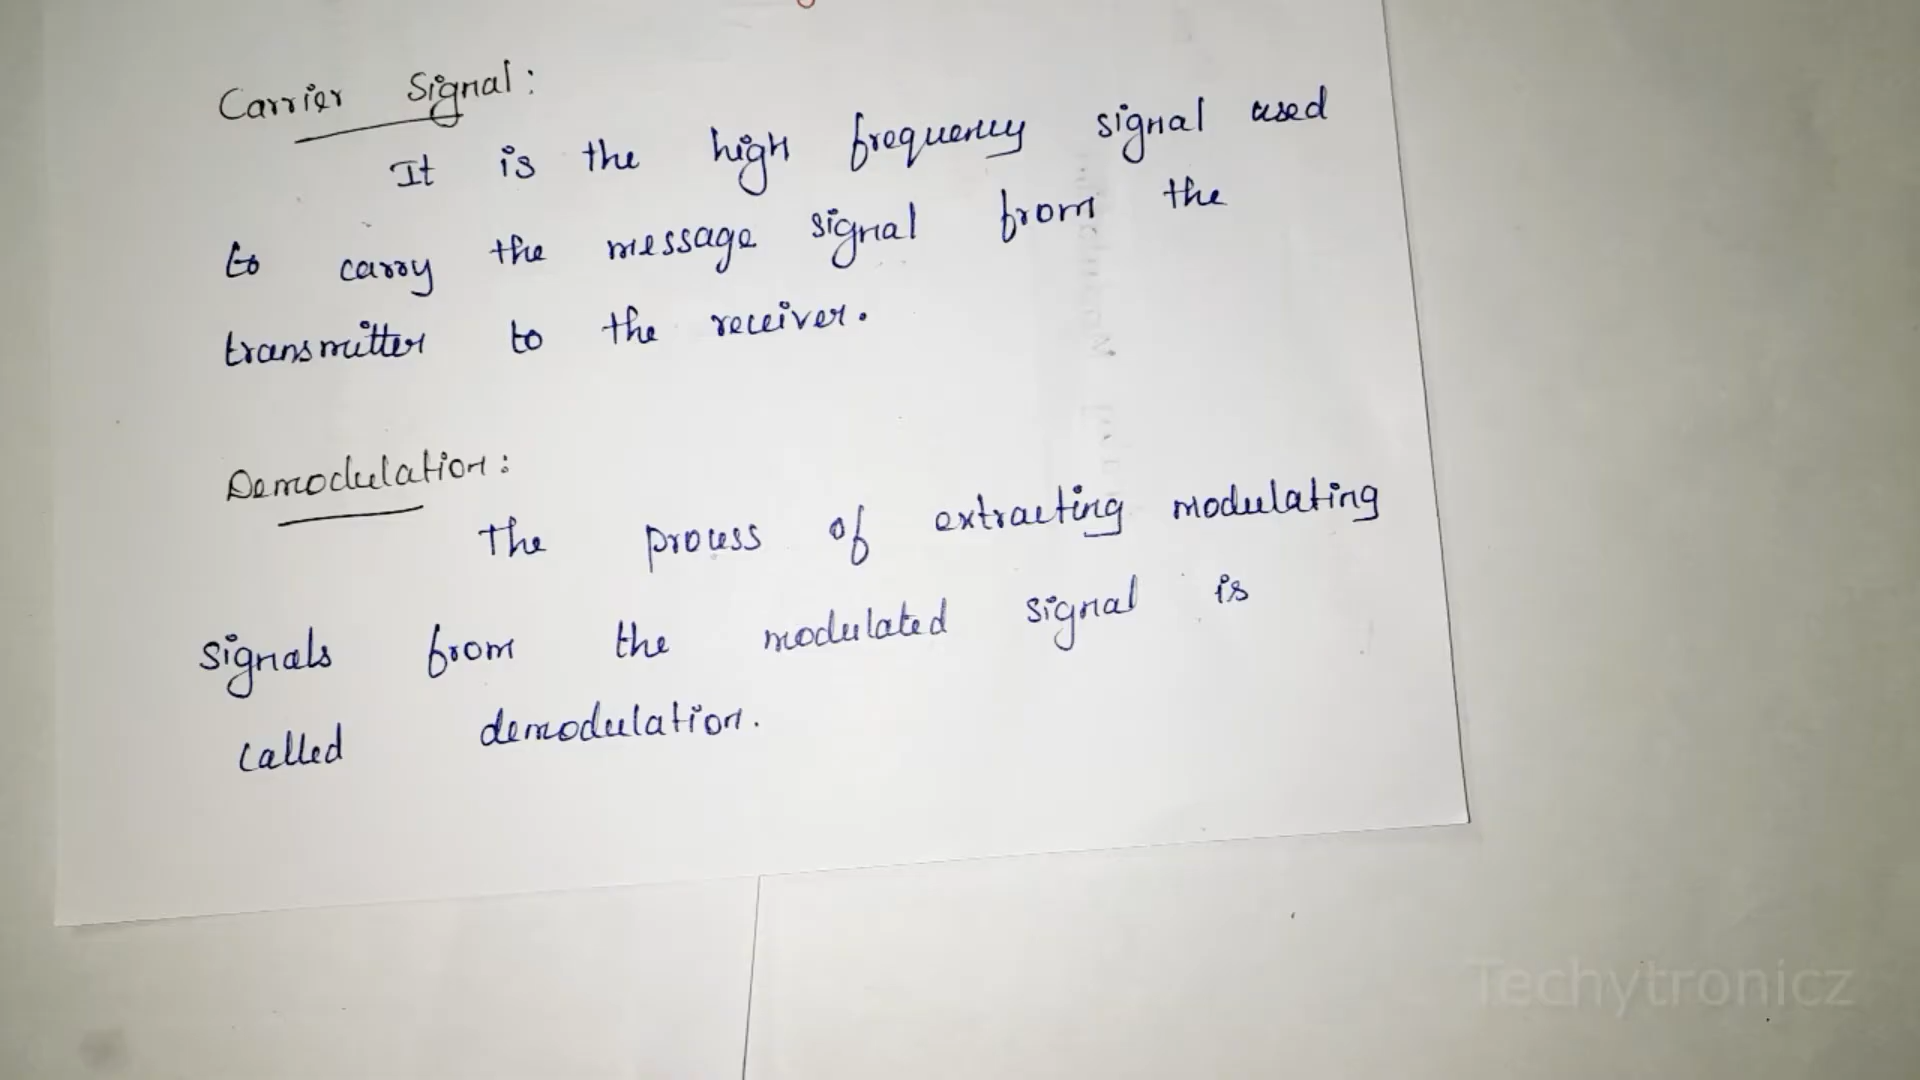 Carrier Signal:
It is the high frequency signal used
to carry the message signal from the
transmitter to the receiver.
Demodulation:
The process of extracting modulating
signals from the modulated signal is
called demodulation.
Techytronicz